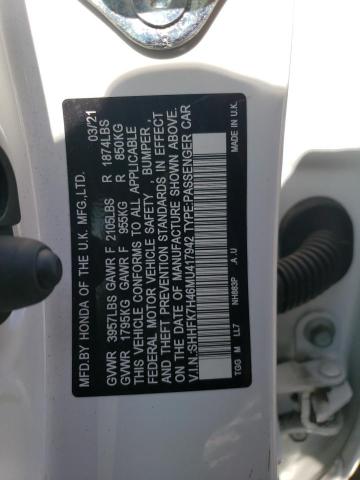 MFD.BY HONDA OF THE U.K. MFG.,LTD. 03/21
GVWR 3957LBS GAWR F 2105LBS R 1874LBS
GVWR 1795KG GAWR F 955KG R 850KG
THIS VEHICLE CONFORMS TO ALL APPLICABLE
FEDERAL MOTOR VEHICLE SAFETY , BUMPER ,
AND THEFT PREVENTION STANDARDS IN EFFECT
ON THE DATE OF MANUFACTURE SHOWN ABOVE.
V.I.N.:SHHFK7H46MU417942 TYPE:PASSENGER CAR
NH883P .A .U MADE IN U.K.
TGG M LL7